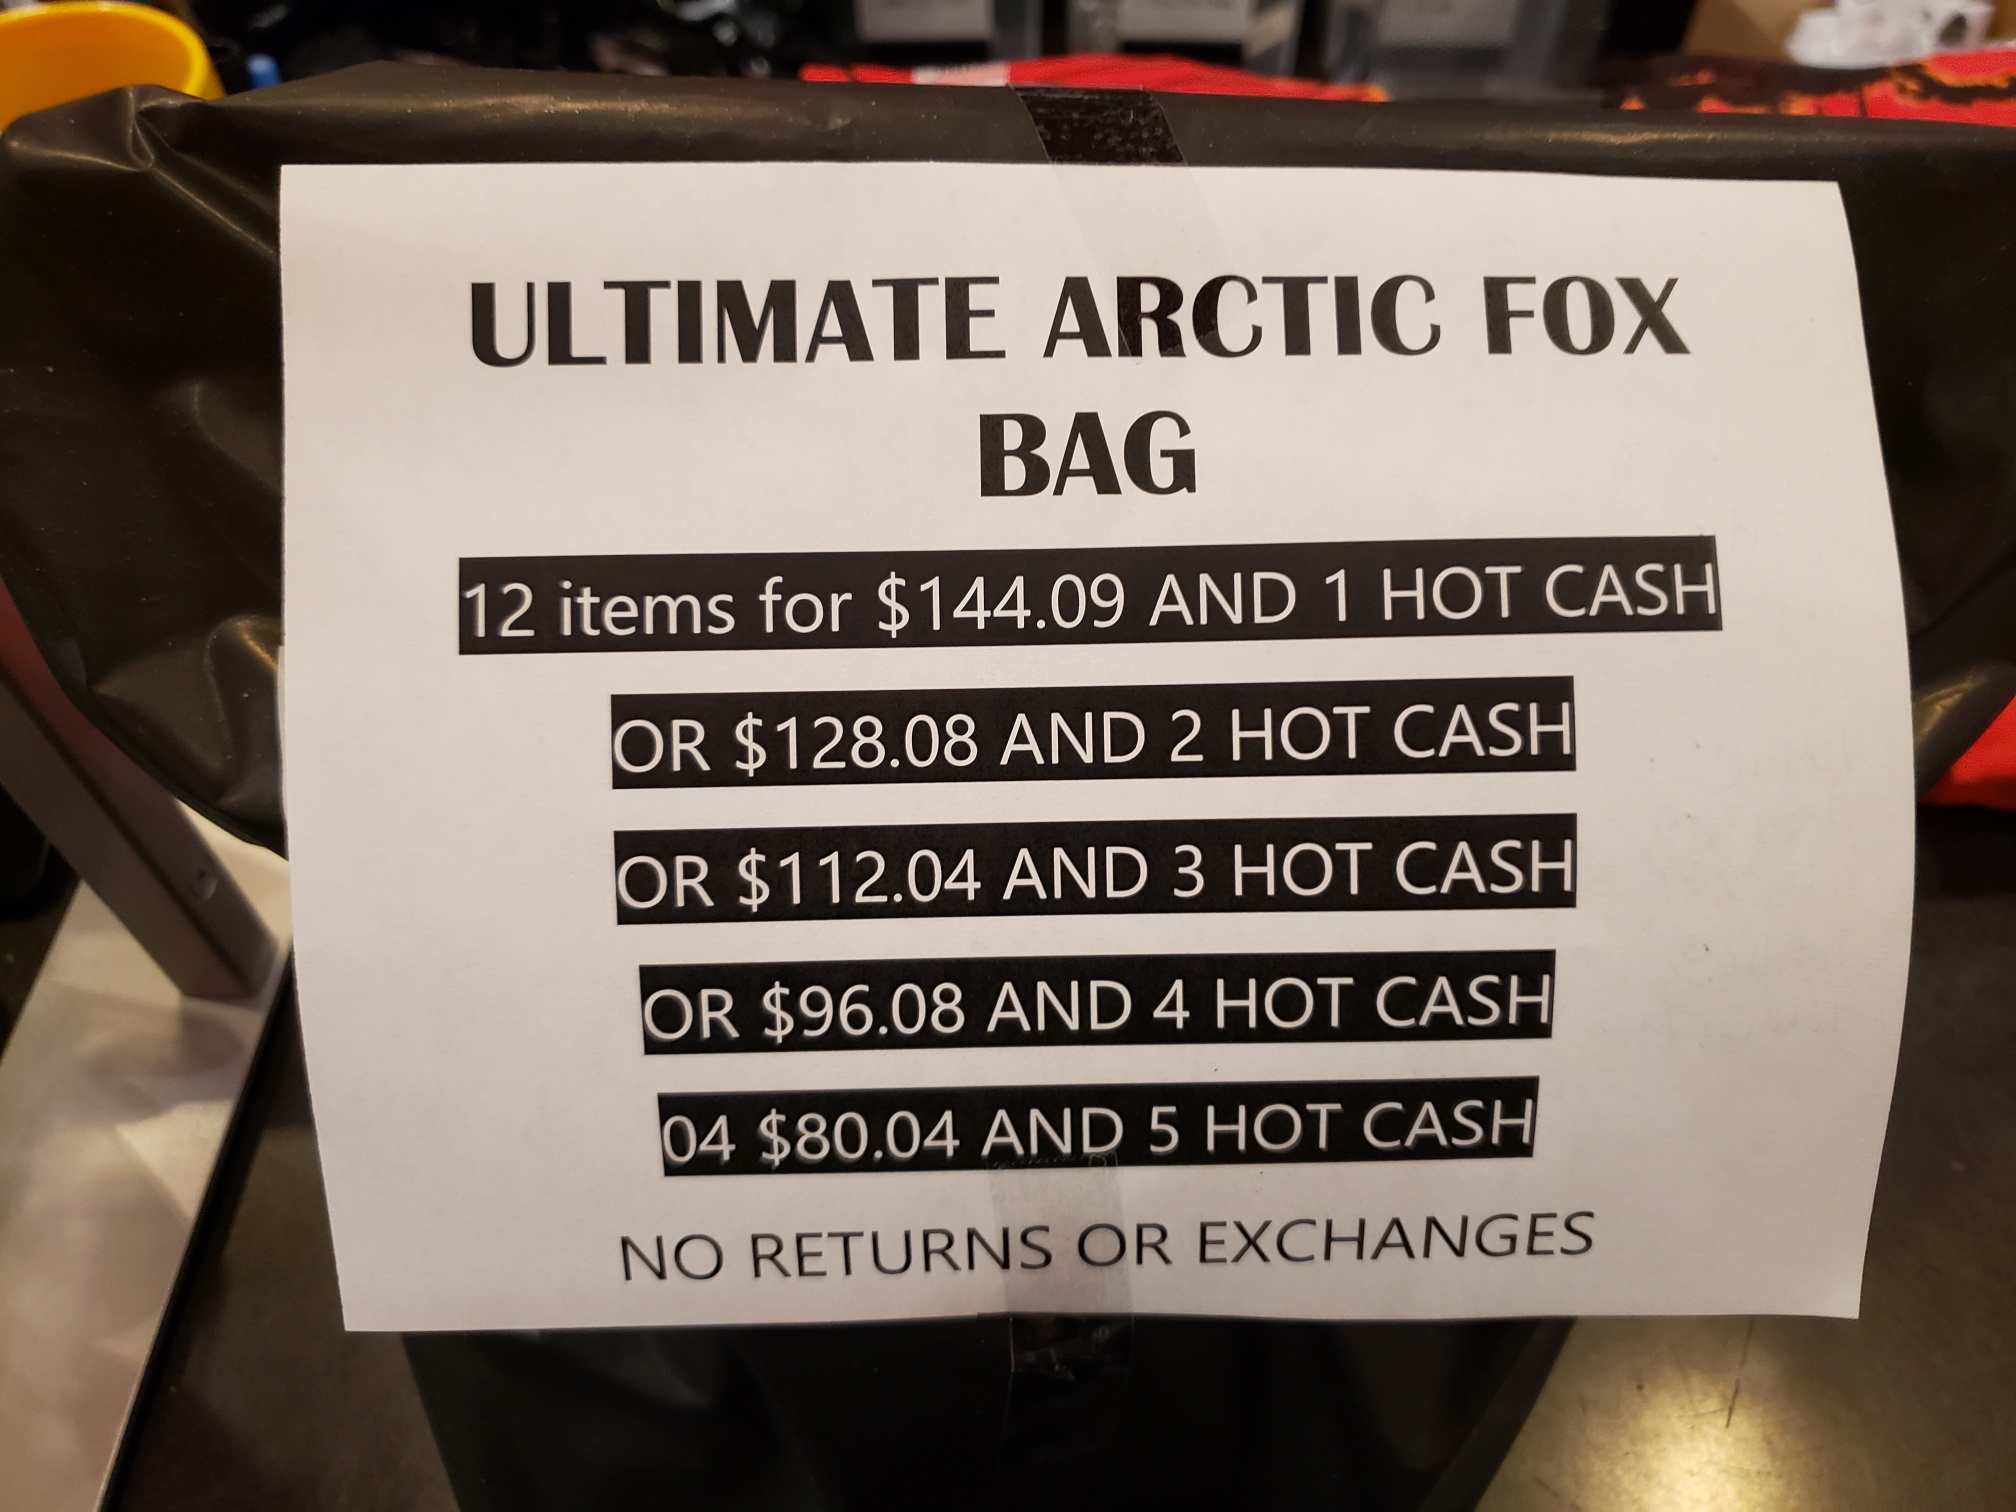 ULTIMATE ARCTIC FOX
BAG
12 items for $144.09 AND 1 HOT CASH
OR $128.08 AND 2 HOT CASH
OR $112.04 AND 3 HOT CASH
OR $96.08 AND 4 HOT CASH
04 $80.04 AND 5 HOT CASH
NO RETURNS OR EXCHANGES